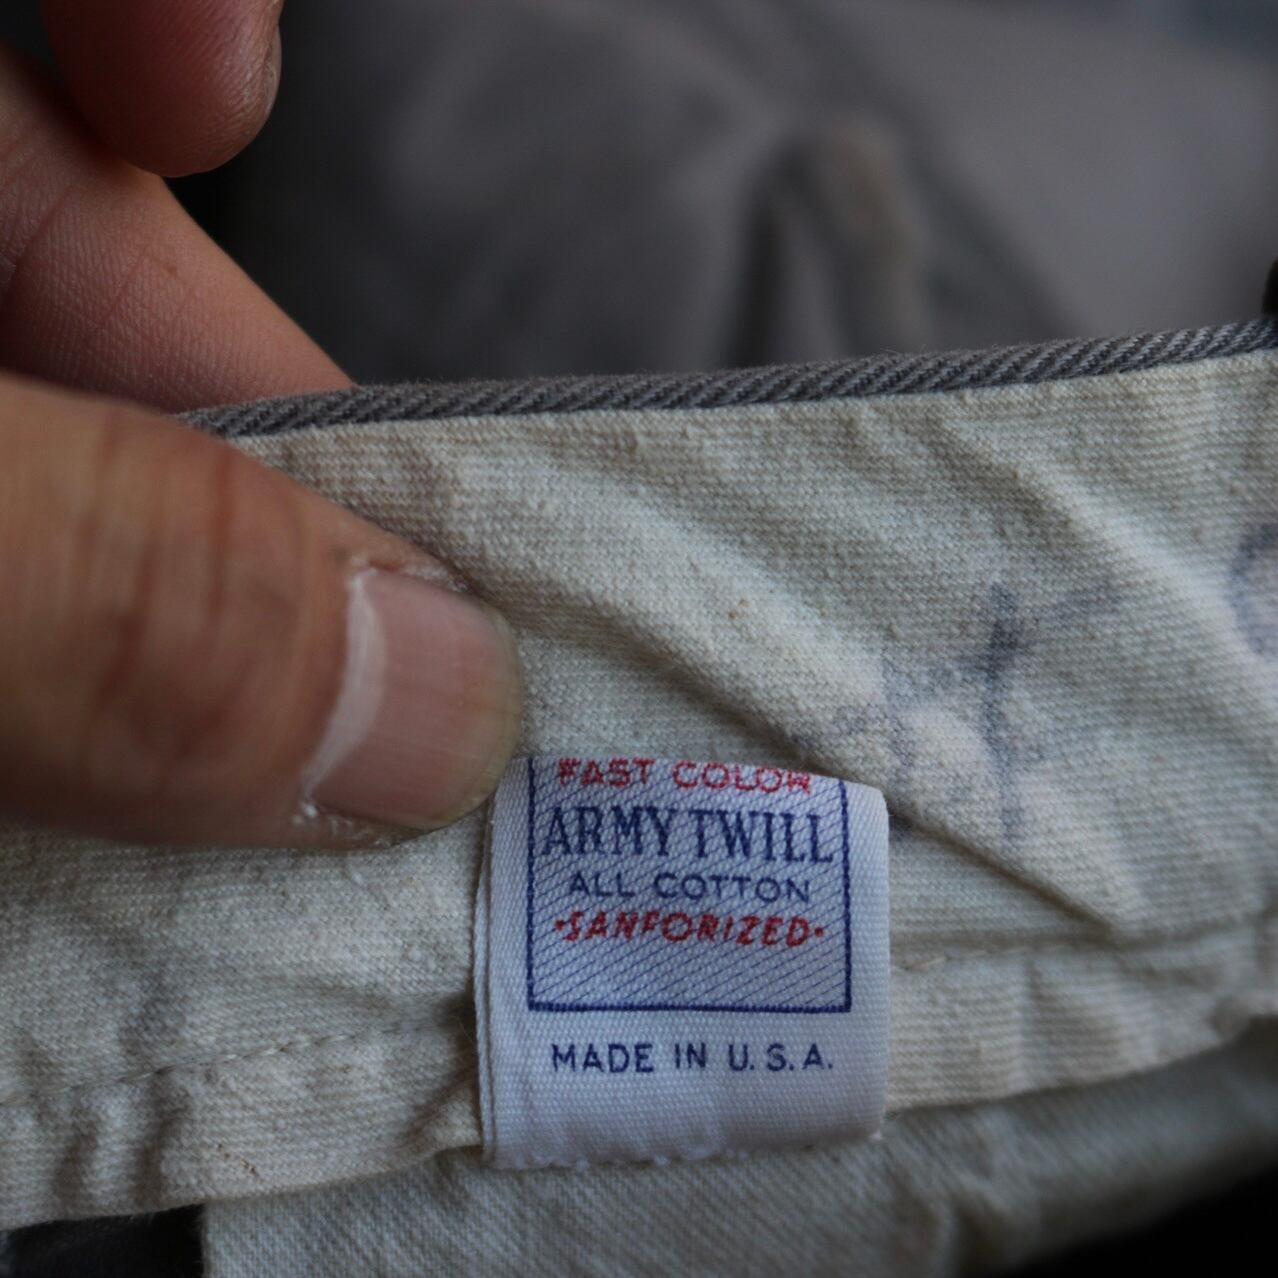 FAST COLOR
ARMY TWILL
ALL COTTON
•SANFORIZED•
MADE IN U.S.A.